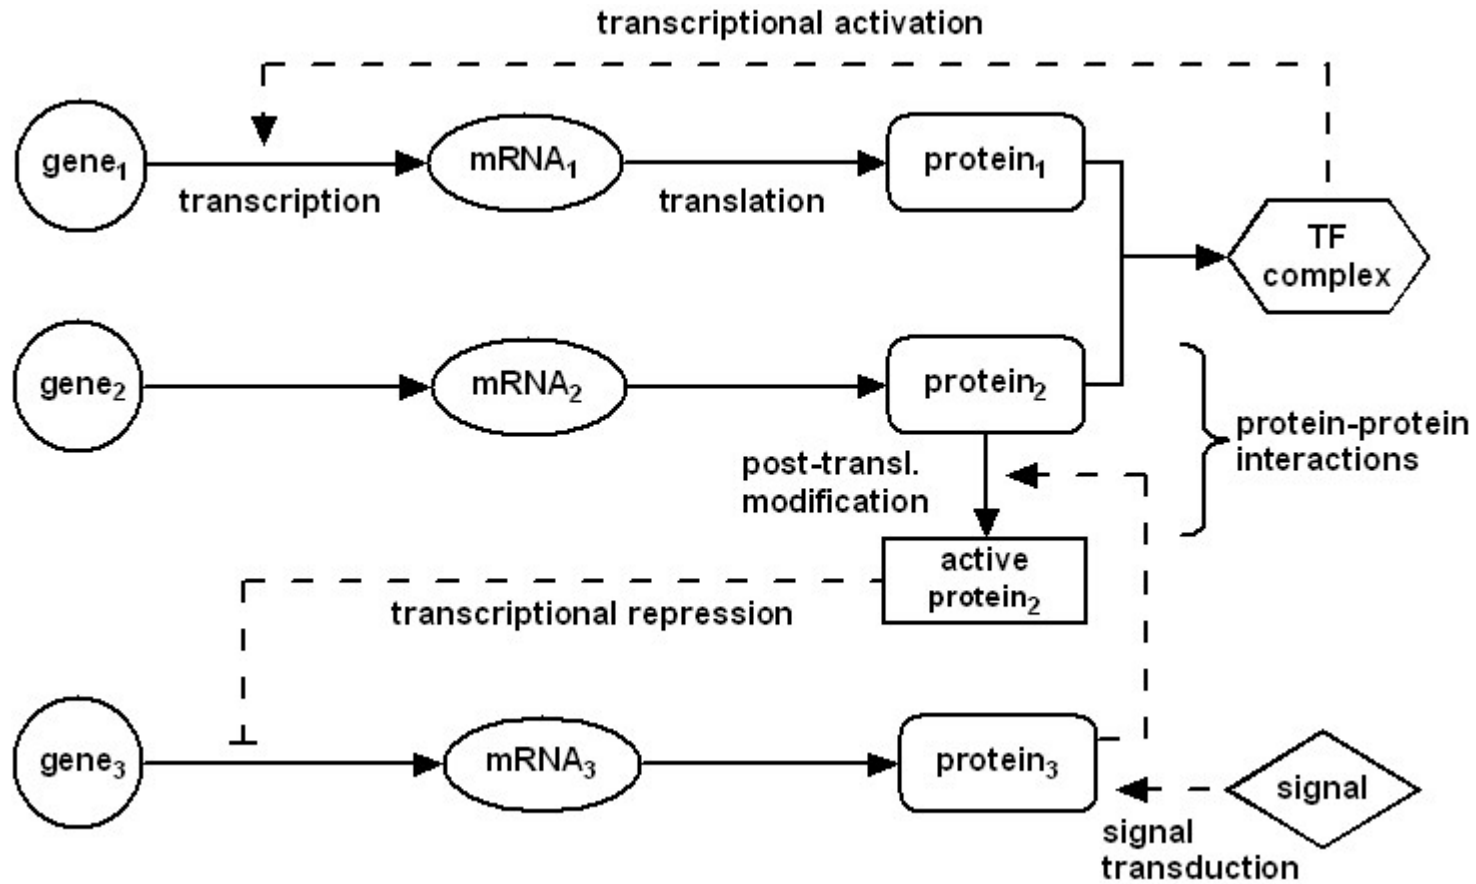 transcriptional activation
gene₁
mRNA₁
protein₁
transcription
translation
TF
complex
gene₂
mRNA₂
protein₂
protein-protein
interactions
post-transl.
modification
active
protein₂
transcriptional repression
gene₃
mRNA₃
protein₃
signal
signal
transduction